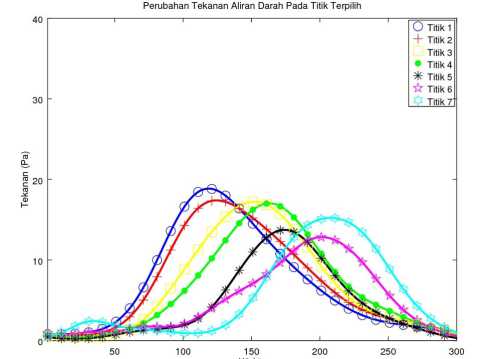 Perubahan Tekanan Aliran Darah Pada Titik Terpilih
40
30
20
10
0
Tekanan (Pa)
50
100
150
200
250
300
Titik 1
Titik 2
Titik 3
Titik 4
Titik 5
Titik 6
Titik 7